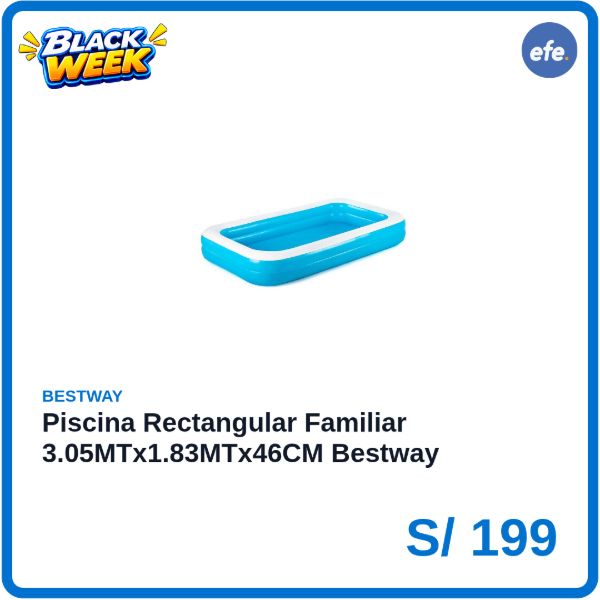 BLACK
WEEK
efe.
BESTWAY
Piscina Rectangular Familiar
3.05MTx1.83MTx46CM Bestway
S/ 199